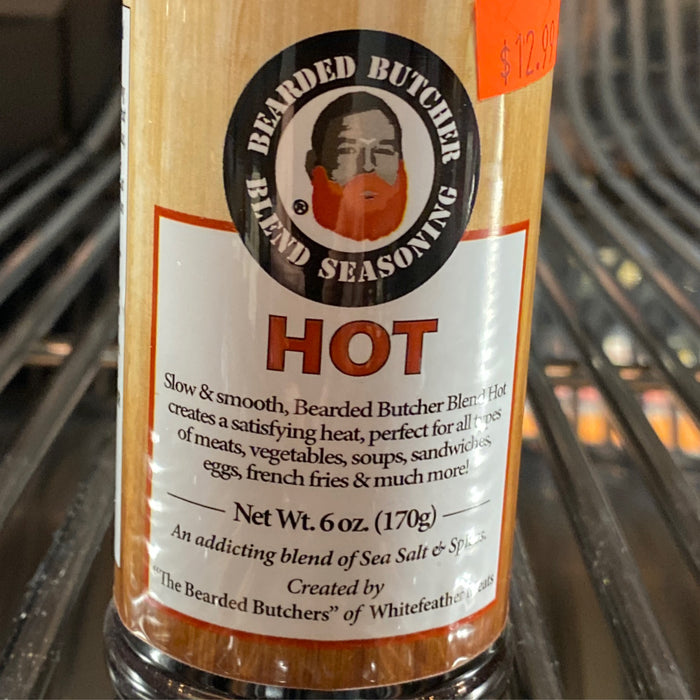 $12.99
BEARDED BUTCHER
BLEND SEASONING
®
HOT
Slow & smooth, Bearded Butcher Blend Hot
creates a satisfying heat, perfect for all types
of meats, vegetables, soups, sandwiches,
eggs, french fries & much more!
Net Wt. 6 oz. (170g)
An addicting blend of Sea Salt & Spices.
Created by
"The Bearded Butchers" of Whitefeather Meats